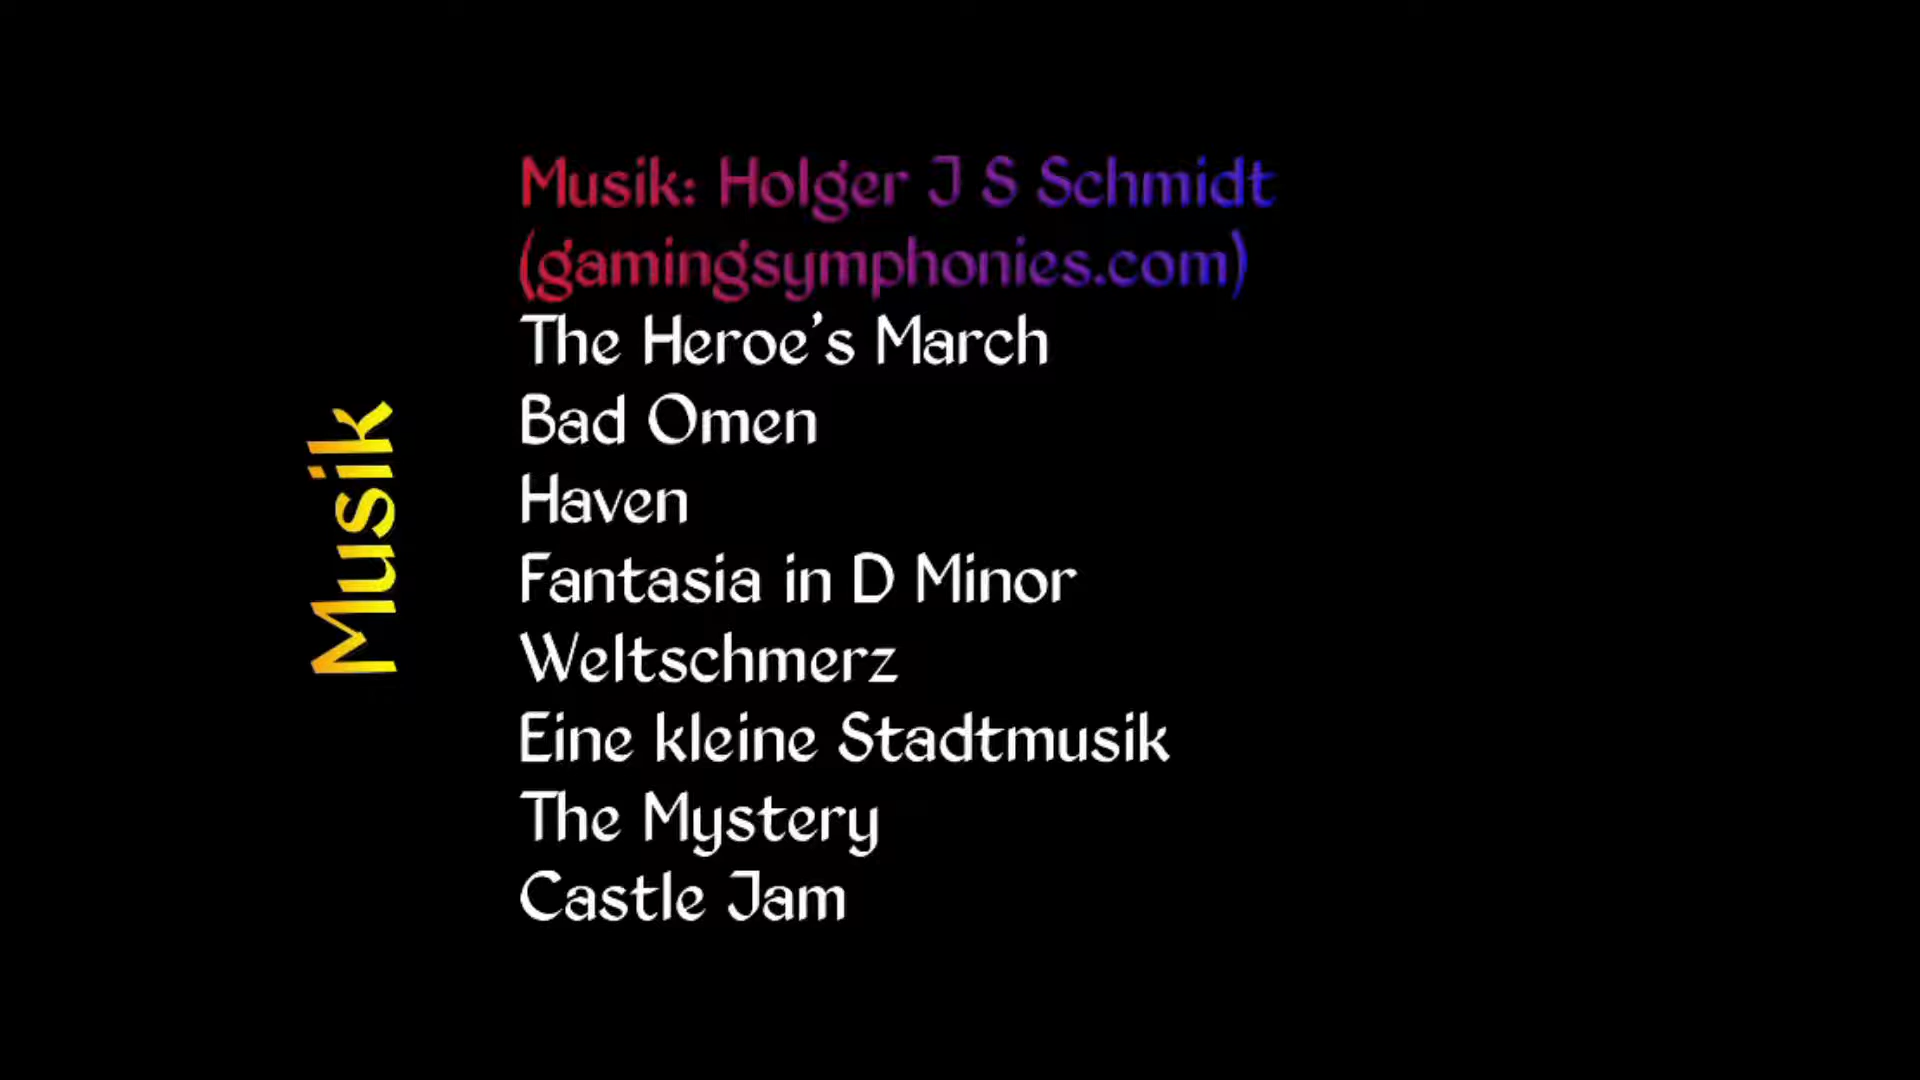 Musik
Musik: Holger J S Schmidt
(gamingsymphonies.com)
The Heroe's March
Bad Omen
Haven
Fantasia in D Minor
Weltschmerz
Eine kleine Stadtmusik
The Mystery
Castle Jam